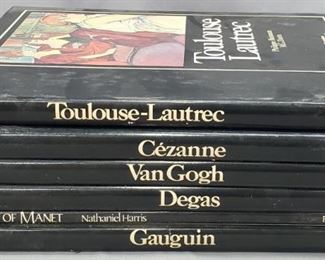 Toulouse
Lautrec
Toulouse-Lautrec
Cézanne
Van Gogh
Degas
OF MANET Nathaniel Harris
Gauguin